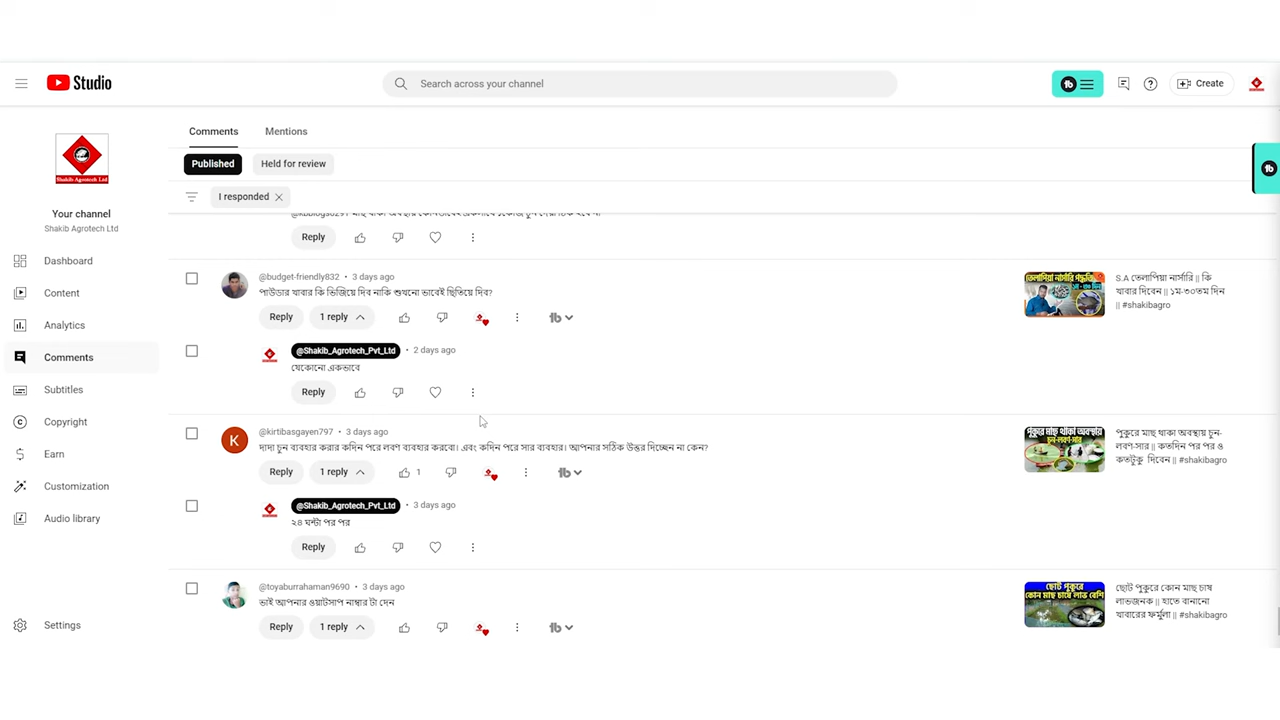 Studio
Search across your channel
Create
Comments
Mentions
Published
Held for review
I responded
Shakib Agrotech Ltd
Your channel
Shakib Agrotech Ltd
Dashboard
Content
Analytics
Comments
Subtitles
Copyright
Earn
Customization
Audio library
Settings
Reply
@budget-friendly832 • 3 days ago
পাউডার খাবার কি ভিজিয়ে দিব নাকি শুখনো ভাবেই ছিতিয়ে দিব?
Reply
1 reply
S.A তেলাপিয়া নার্সারি || কি
খাবার দিবেন || ১ম-৩০তম দিন
|| #shakibagro
@Shakib_Agrotech_Pvt_Ltd • 2 days ago
যেকোনো একভাবে
Reply
@kirtibasgayen797 • 3 days ago
দাদা চুন ব্যবহার করার কদিন পরে লবণ ব্যবহার করবো। এবং কদিন পরে সার ব্যবহার। আপনার সঠিক উত্তর দিচ্ছেন না কেন?
Reply
1 reply
1
পুকুরে মাছ থাকা অবস্থায় চুন-
লবণ-সার || কতদিন পর পর ও
কতটুকু দিবেন || #shakibagro
@Shakib_Agrotech_Pvt_Ltd • 3 days ago
২৪ ঘন্টা পর পর
Reply
@toyaburrahaman9690 • 3 days ago
ভাই আপনার ওয়াটসাপ নাম্বার টা দেন
Reply
1 reply
ছোট পুকুরে
কোন মাছ চাষে লাভ বেশি
ছোট পুকুরে কোন মাছ চাষ
লাভজনক || হাতে বানানো
খাবারের ফর্মুলা || #shakibagro